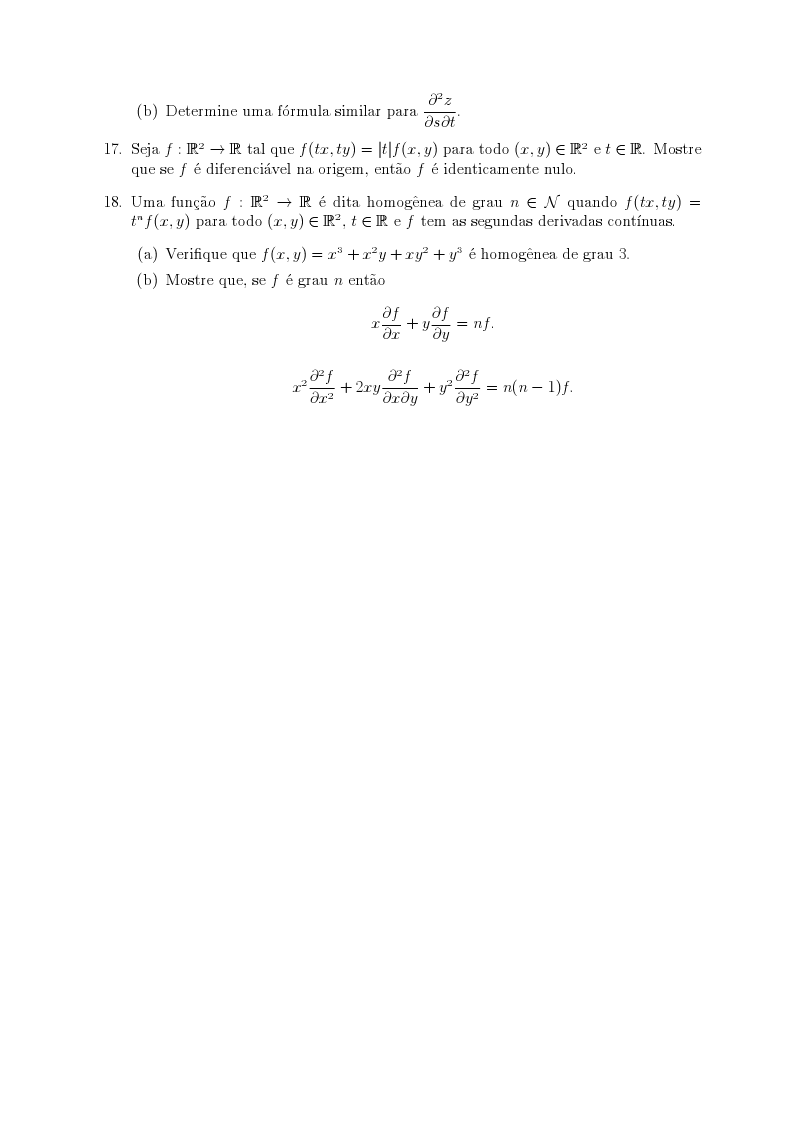 (b) Determine uma fórmula similar para ∂²z/∂s∂t.
17. Seja f : ℝ² → ℝ tal que f(tx, ty) = |t|f(x, y) para todo (x, y) ∈ ℝ² e t ∈ ℝ. Mostre
que se f é diferenciável na origem, então f é identicamente nulo.
18. Uma função f : ℝ² → ℝ é dita homogênea de grau n ∈ 𝒩 quando f(tx, ty) =
tⁿf(x, y) para todo (x, y) ∈ ℝ², t ∈ ℝ e f tem as segundas derivadas contínuas.
(a) Verifique que f(x, y) = x³ + x²y + xy² + y³ é homogênea de grau 3.
(b) Mostre que, se f é grau n então
x ∂f/∂x + y ∂f/∂y = nf.
x² ∂²f/∂x² + 2xy ∂²f/∂x∂y + y² ∂²f/∂y² = n(n − 1)f.